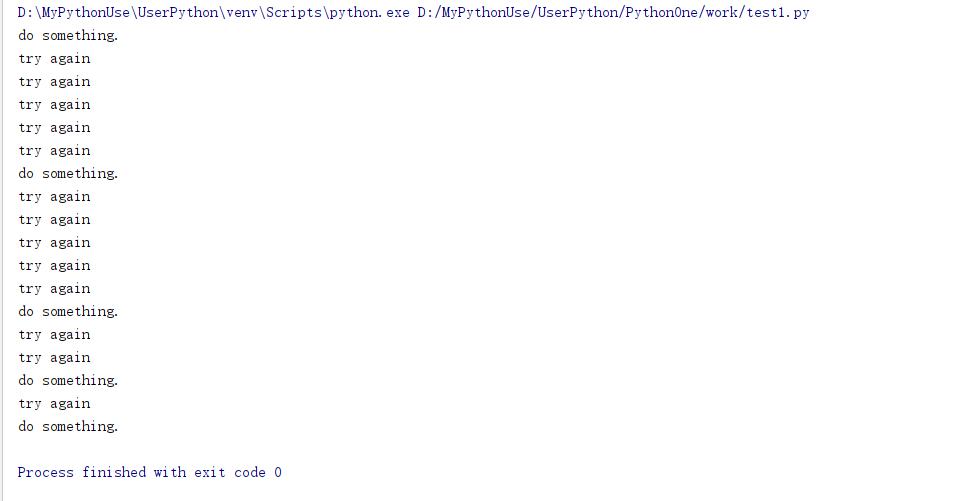 D:\MyPythonUse\UserPython\venv\Scripts\python.exe D:/MyPythonUse/UserPython/PythonOne/work/test1.py
do something.
try again
try again
try again
try again
try again
do something.
try again
try again
try again
try again
try again
do something.
try again
try again
do something.
try again
do something.
Process finished with exit code 0